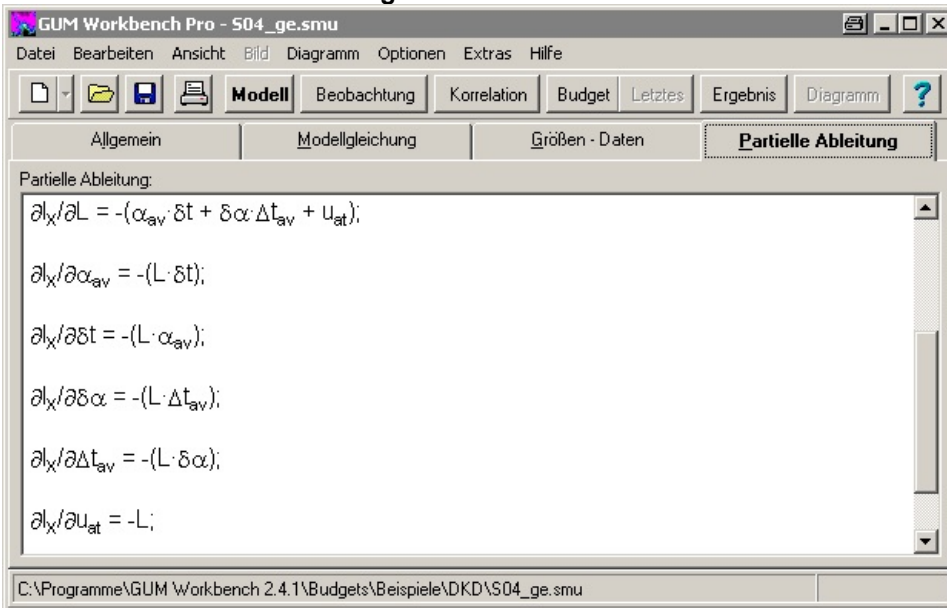 GUM Workbench Pro - S04_ge.smu
Datei Bearbeiten Ansicht Bild Diagramm Optionen Extras Hilfe
Modell Beobachtung Korrelation Budget Letztes Ergebnis Diagramm ?
Allgemein Modellgleichung Größen - Daten Partielle Ableitung
Partielle Ableitung:
∂l_X/∂L = -(α_av·δt + δα·Δt_av + u_at);
∂l_X/∂α_av = -(L·δt);
∂l_X/∂δt = -(L·α_av);
∂l_X/∂δα = -(L·Δt_av);
∂l_X/∂Δt_av = -(L·δα);
∂l_X/∂u_at = -L;
C:\Programme\GUM Workbench 2.4.1\Budgets\Beispiele\DKD\S04_ge.smu